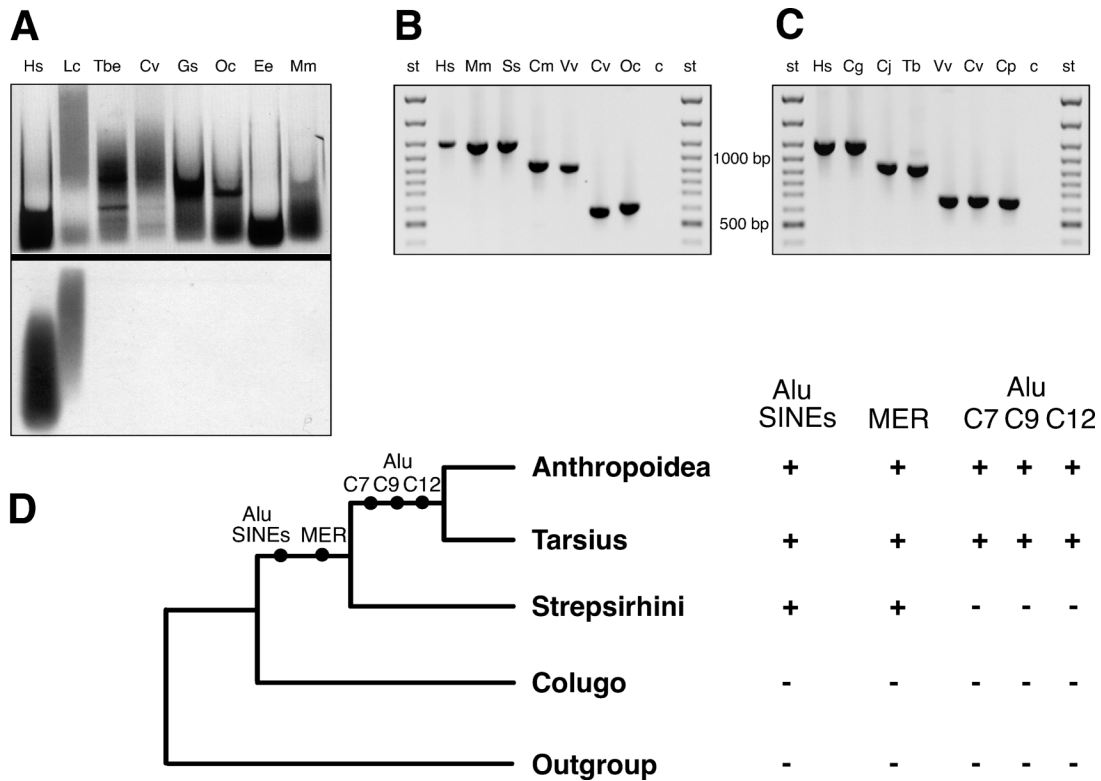 A
Hs Lc Tbe Cv Gs Oc Ee Mm
B
st Hs Mm Ss Cm Vv Cv Oc c st
1000 bp
500 bp
C
st Hs Cg Cj Tb Vv Cv Cp c st
D
Alu
SINEs
MER
Alu
C7 C9 C12
Alu
SINEs
MER
Alu
C7 C9 C12
Anthropoidea + + + + +
Tarsius + + + + +
Strepsirhini + + - - -
Colugo - - - - -
Outgroup - - - - -